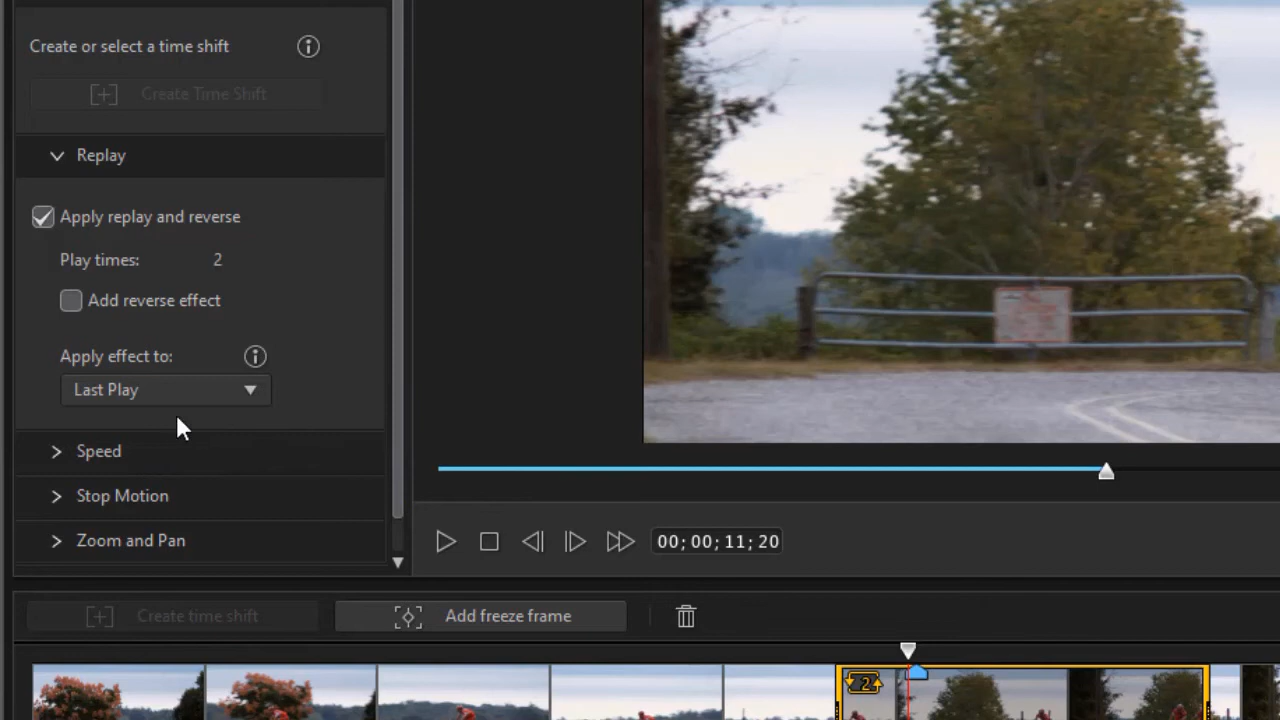 Create or select a time shift
Create Time Shift
Replay
Apply replay and reverse
Play times: 2
Add reverse effect
Apply effect to:
Last Play
Speed
Stop Motion
Zoom and Pan
00; 00; 11; 20
Create time shift
Add freeze frame
2